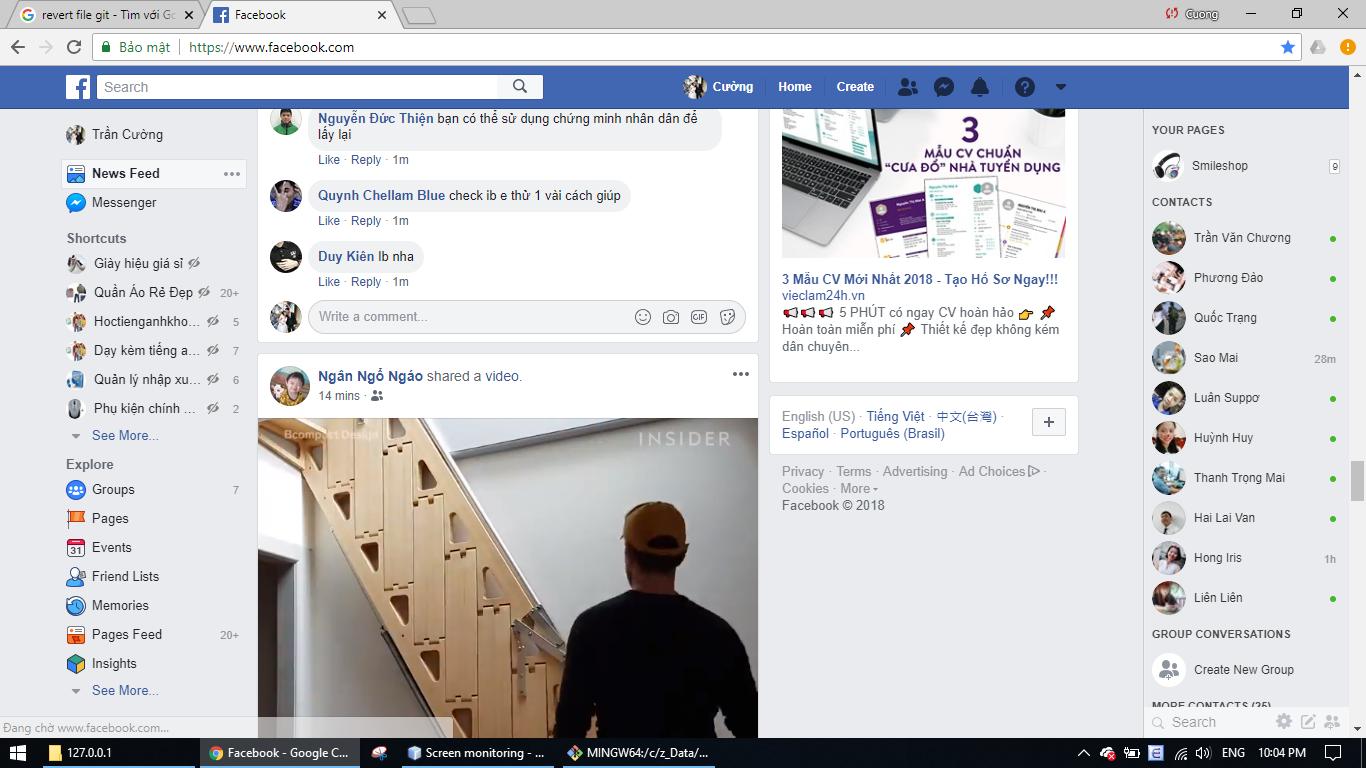 revert file git - Tìm với Go
Facebook
Cuong
Bảo mật
https://www.facebook.com
Search
Cường
Home
Create
Trần Cường
News Feed
Messenger
Shortcuts
Giày hiệu giá sỉ
Quần Áo Rẻ Đẹp 20+
Hoctienganhkho... 5
Dạy kèm tiếng a... 7
Quản lý nhập xu... 6
Phụ kiện chính ... 2
See More...
Explore
Groups 7
Pages
Events
Friend Lists
Memories
Pages Feed 20+
Insights
See More...
Đang chờ www.facebook.com...
Nguyễn Đức Thiện bạn có thể sử dụng chứng minh nhân dân để
lấy lại
Like · Reply · 1m
Quynh Chellam Blue check ib e thử 1 vài cách giúp
Like · Reply · 1m
Duy Kiên Ib nha
Like · Reply · 1m
Write a comment...
GIF
Ngân Ngổ Ngáo shared a video.
14 mins ·
Bcompact Design
INSIDER
3
MẪU CV CHUẨN
“CƯA ĐỔ” NHÀ TUYỂN DỤNG
3 Mẫu CV Mới Nhất 2018 - Tạo Hồ Sơ Ngay!!!
vieclam24h.vn
📢📢📢 5 PHÚT có ngay CV hoàn hảo 👉 📌
Hoàn toàn miễn phí 📌 Thiết kế đẹp không kém
dân chuyên...
English (US) · Tiếng Việt · 中文(台灣) ·
Español · Português (Brasil)
Privacy · Terms · Advertising · Ad Choices ·
Cookies · More
Facebook © 2018
YOUR PAGES
Smileshop 9
CONTACTS
Trần Văn Chương
Phương Đảo
Quốc Trạng
Sao Mai 28m
Luân Suppơ
Huỳnh Huy
Thanh Trọng Mai
Hai Lai Van
Hong Iris 1h
Liên Liên
GROUP CONVERSATIONS
Create New Group
MORE CONTACTS (25)
Search
127.0.0.1
Facebook - Google C...
Screen monitoring - ...
MINGW64:/c/z_Data/...
ENG
10:04 PM